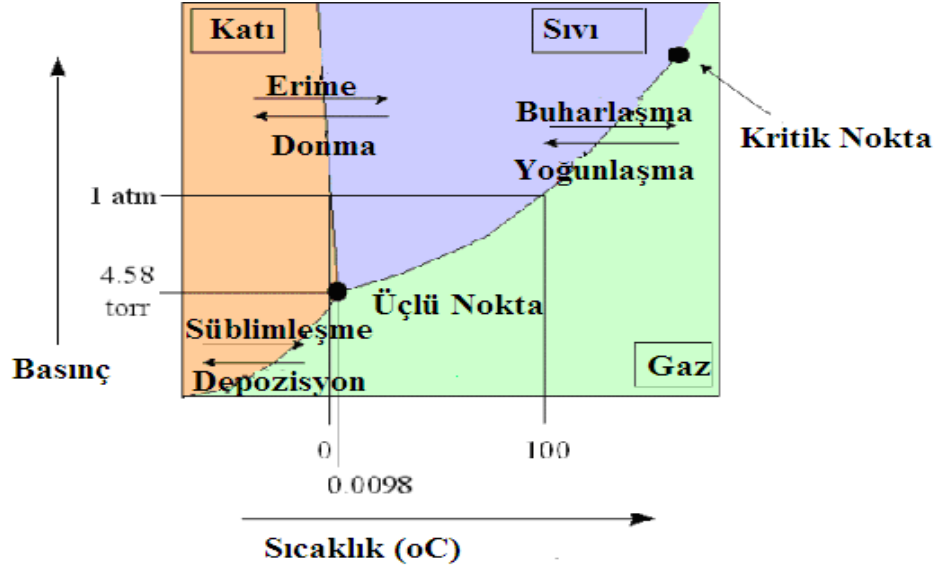 Katı
Sıvı
Erime
Donma
Buharlaşma
Yoğunlaşma
Kritik Nokta
1 atm
4.58
torr
Üçlü Nokta
Süblimleşme
Depozisyon
Basınç
Gaz
0
100
0.0098
Sıcaklık (oC)